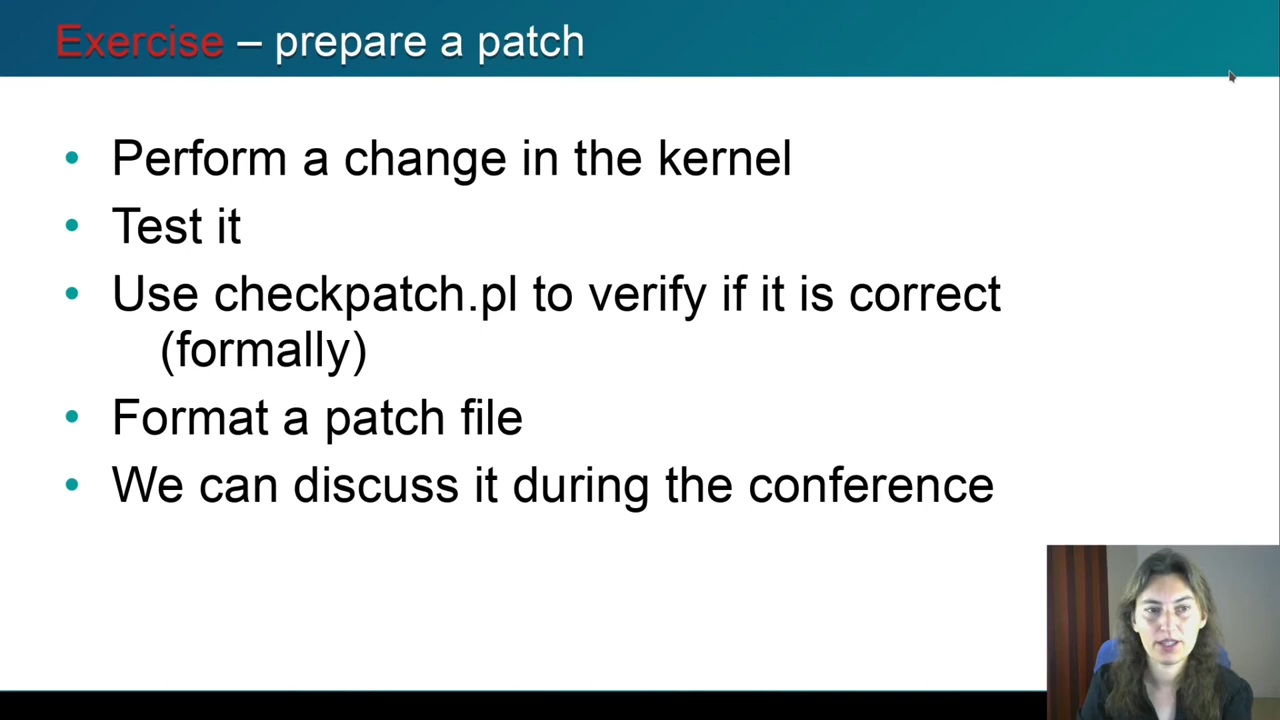 Exercise – prepare a patch
• Perform a change in the kernel
• Test it
• Use checkpatch.pl to verify if it is correct
(formally)
• Format a patch file
• We can discuss it during the conference